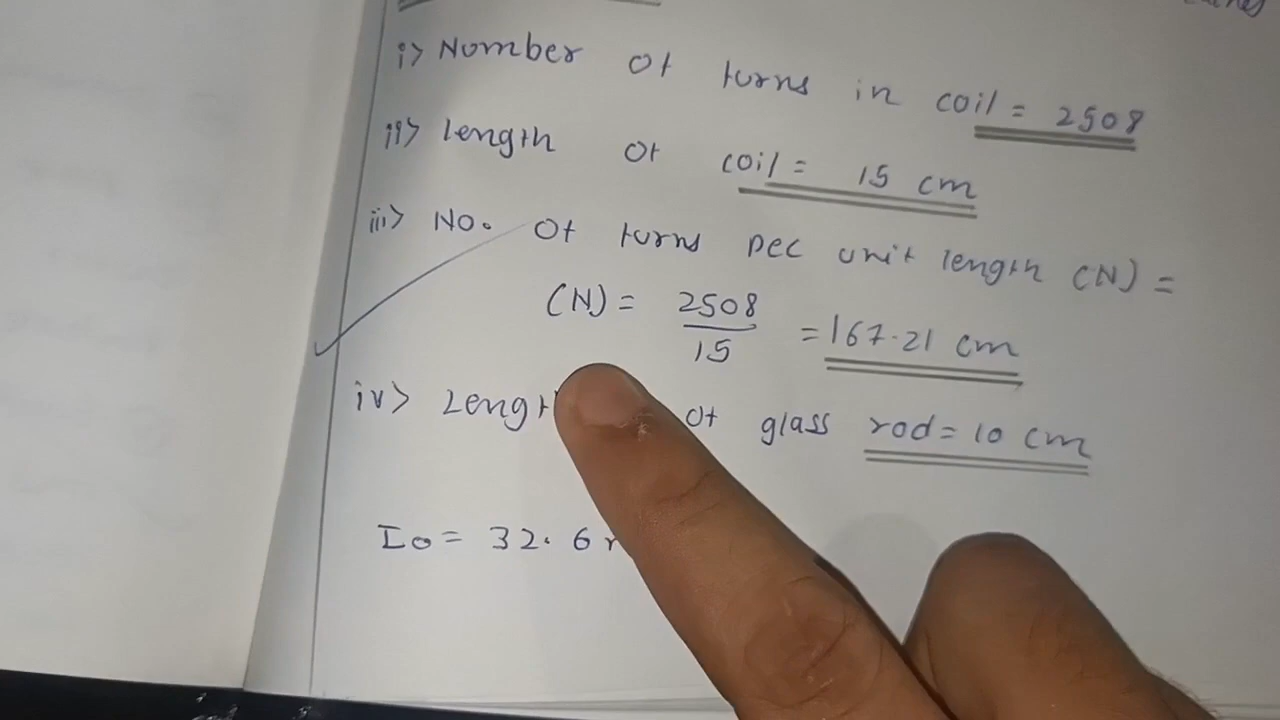 i> Number of turns in coil = 2508
ii> length of coil = 15 cm
iii> No. of turns per unit length (N) =
(N) = 2508/15 = 167.21 cm
iv> Length of glass rod = 10 cm
Io = 32.6